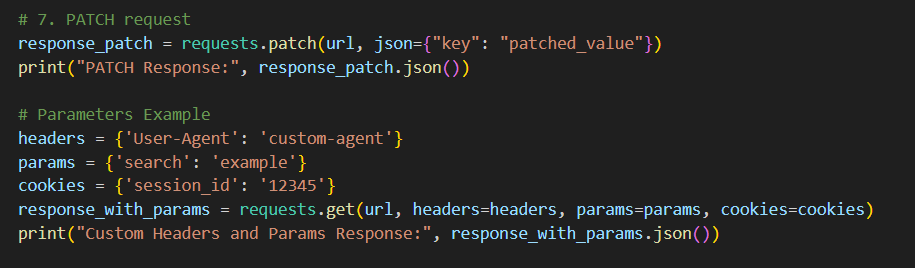 # 7. PATCH request
response_patch = requests.patch(url, json={"key": "patched_value"})
print("PATCH Response:", response_patch.json())

# Parameters Example
headers = {'User-Agent': 'custom-agent'}
params = {'search': 'example'}
cookies = {'session_id': '12345'}
response_with_params = requests.get(url, headers=headers, params=params, cookies=cookies)
print("Custom Headers and Params Response:", response_with_params.json())